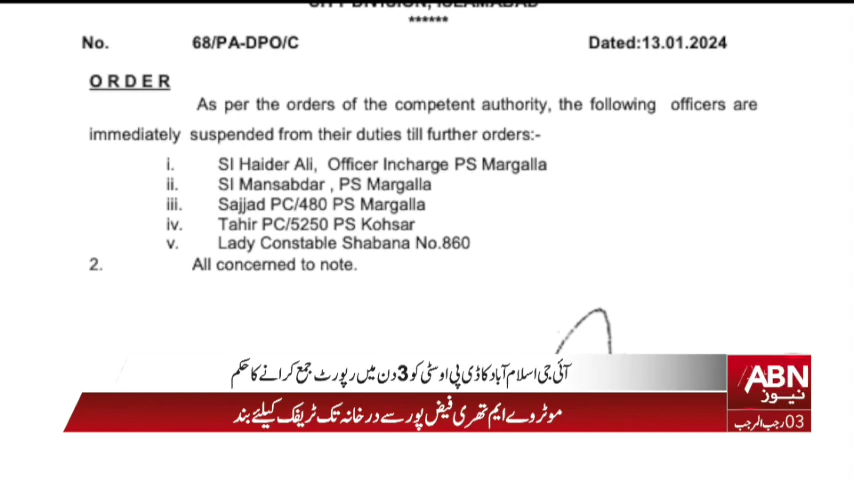 CITY DIVISION, ISLAMABAD
******
No. 68/PA-DPO/C Dated:13.01.2024
ORDER
As per the orders of the competent authority, the following officers are
immediately suspended from their duties till further orders:-
i. SI Haider Ali, Officer Incharge PS Margalla
ii. SI Mansabdar , PS Margalla
iii. Sajjad PC/480 PS Margalla
iv. Tahir PC/5250 PS Kohsar
v. Lady Constable Shabana No.860
2. All concerned to note.
آئی جی اسلام آباد کا ڈی پی او سٹی کو 3 دن میں رپورٹ جمع کرانے کا حکم
موٹر وے ایم تھری فیض پور سے درخانہ تک ٹریفک کیلئے بند
ABN
نیوز
03 رجب المرجب